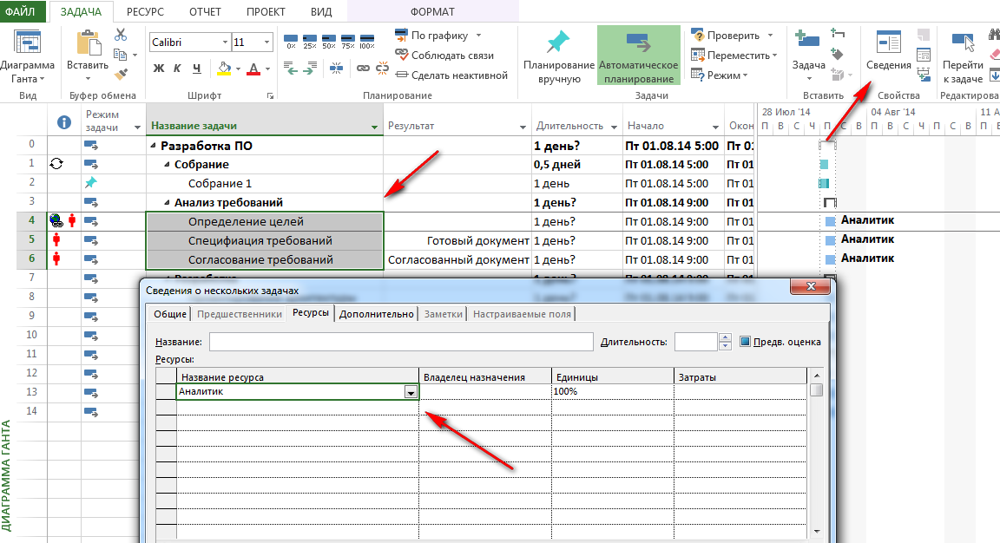 ФАЙЛ ЗАДАЧА РЕСУРС ОТЧЕТ ПРОЕКТ ВИД ФОРМАТ
Диаграмма Ганта
Вид
Вставить
Буфер обмена
Calibri 11
Ж К Ч А
Шрифт
0% 25% 50% 75% 100%
По графику
Соблюдать связи
Сделать неактивной
Планирование
Планирование вручную
Автоматическое планирование
Проверить
Переместить
Режим
Задачи
Задача
Вставить
Сведения
Свойства
Перейти к задаче
Редактирова
Режим задачи Название задачи Результат Длительность Начало Окон
28 Июл '14 04 Авг '14 11 А
П В С Ч П С В П В С Ч П С В П В
0 Разработка ПО 1 день? Пт 01.08.14 5:00 Пт 01
1 Собрание 0,5 дней Пт 01.08.14 5:00 Пт 01
2 Собрание 1 1 день Пт 01.08.14 5:00 Пт 01
3 Анализ требований 1 день? Пт 01.08.14 9:00 Пт 01
4 Определение целей 1 день? Пт 01.08.14 9:00 Пт 01 Аналитик
5 Специфиация требований Готовый документ 1 день? Пт 01.08.14 9:00 Пт 01 Аналитик
6 Согласование требований Согласованный документ 1 день? Пт 01.08.14 9:00 Пт 01 Аналитик
7
8
9
10
11
12
13
14
ДИАГРАММА ГАНТА
Сведения о нескольких задачах
Общие Предшественники Ресурсы Дополнительно Заметки Настраиваемые поля
Название: Длительность: Предв. оценка
Ресурсы:
Название ресурса Владелец назначения Единицы Затраты
Аналитик 100%